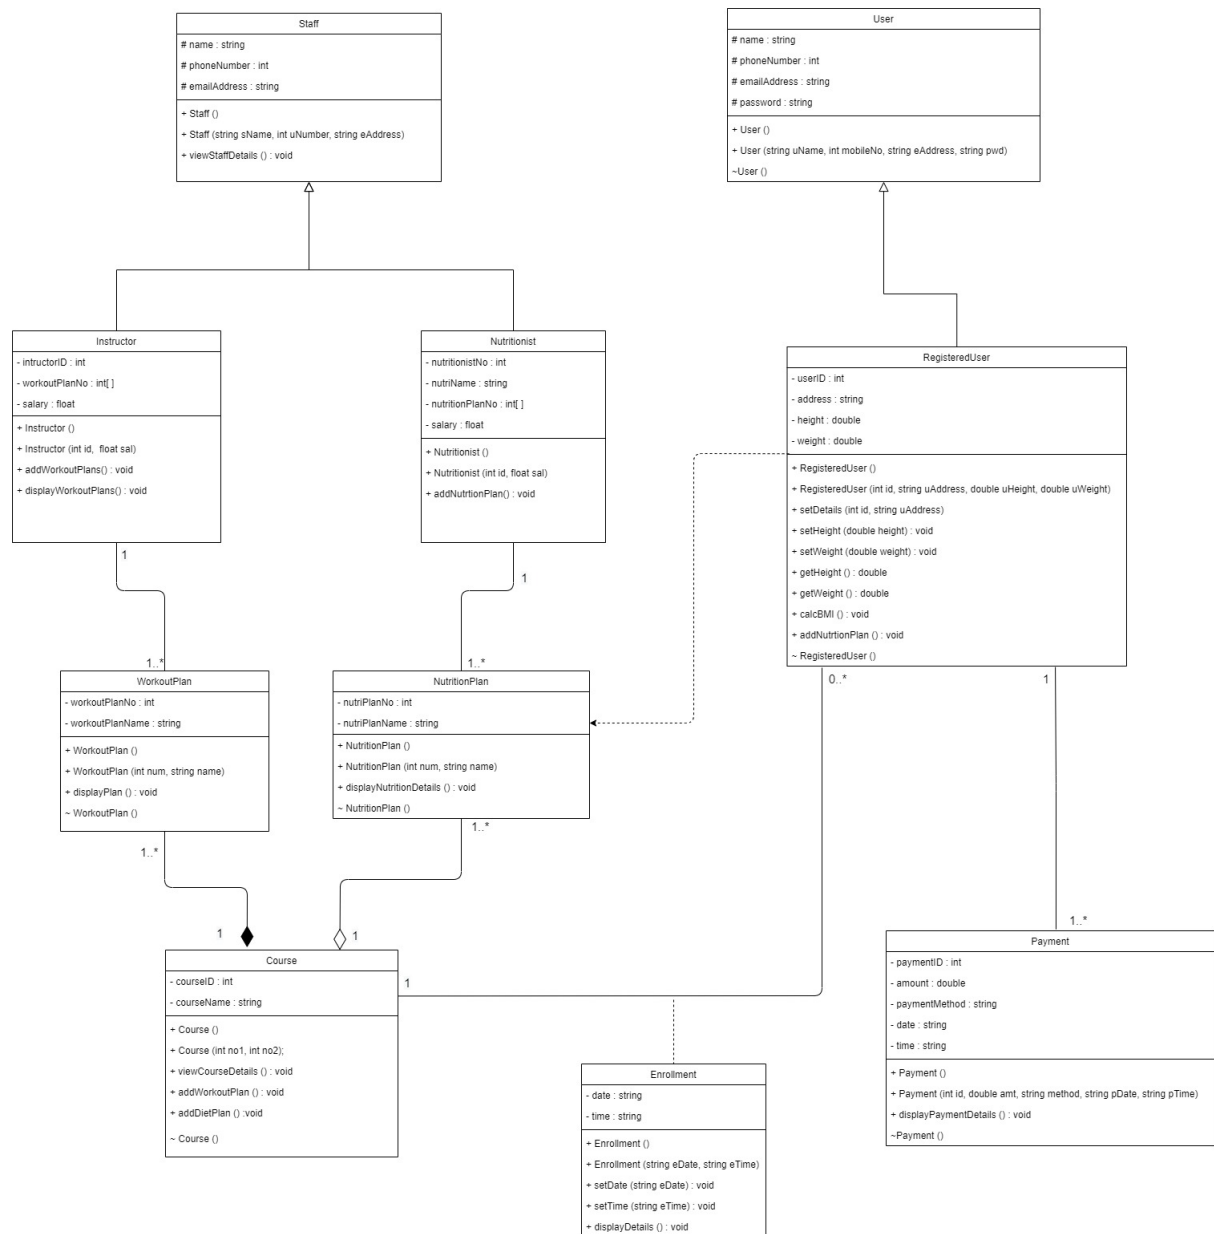 Staff
# name : string
# phoneNumber : int
# emailAddress : string
+ Staff ()
+ Staff (string sName, int uNumber, string eAddress)
+ viewStaffDetails () : void
User
# name : string
# phoneNumber : int
# emailAddress : string
# password : string
+ User ()
+ User (string uName, int mobileNo, string eAddress, string pwd)
~User ()
Instructor
- intructorID : int
- workoutPlanNo : int[ ]
- salary : float
+ Instructor ()
+ Instructor (int id, float sal)
+ addWorkoutPlans() : void
+ displayWorkoutPlans() : void
1
1..*
Nutritionist
- nutritionistNo : int
- nutriName : string
- nutritionPlanNo : int[ ]
- salary : float
+ Nutritionist ()
+ Nutritionist (int id, float sal)
+ addNutrtionPlan() : void
1
1..*
RegisteredUser
- userID : int
- address : string
- height : double
- weight : double
+ RegisteredUser ()
+ RegisteredUser (int id, string uAddress, double uHeight, double uWeight)
+ setDetails (int id, string uAddress)
+ setHeight (double height) : void
+ setWeight (double weight) : void
+ getHeight () : double
+ getWeight () : double
+ calcBMI () : void
+ addNutrtionPlan () : void
~ RegisteredUser ()
0..*
1
WorkoutPlan
- workoutPlanNo : int
- workoutPlanName : string
+ WorkoutPlan ()
+ WorkoutPlan (int num, string name)
+ displayPlan () : void
~ WorkoutPlan ()
1..*
1
NutritionPlan
- nutriPlanNo : int
- nutriPlanName : string
+ NutritionPlan ()
+ NutritionPlan (int num, string name)
+ displayNutritionDetails () : void
~ NutritionPlan ()
1..*
1
1..*
Course
- courseID : int
- courseName : string
+ Course ()
+ Course (int no1, int no2);
+ viewCourseDetails () : void
+ addWorkoutPlan () : void
+ addDietPlan () :void
~ Course ()
1
Payment
- paymentID : int
- amount : double
- paymentMethod : string
- date : string
- time : string
+ Payment ()
+ Payment (int id, double amt, string method, string pDate, string pTime)
+ displayPaymentDetails () : void
~Payment ()
Enrollment
- date : string
- time : string
+ Enrollment ()
+ Enrollment (string eDate, string eTime)
+ setDate (string eDate) : void
+ setTime (string eTime) : void
+ displayDetails () : void